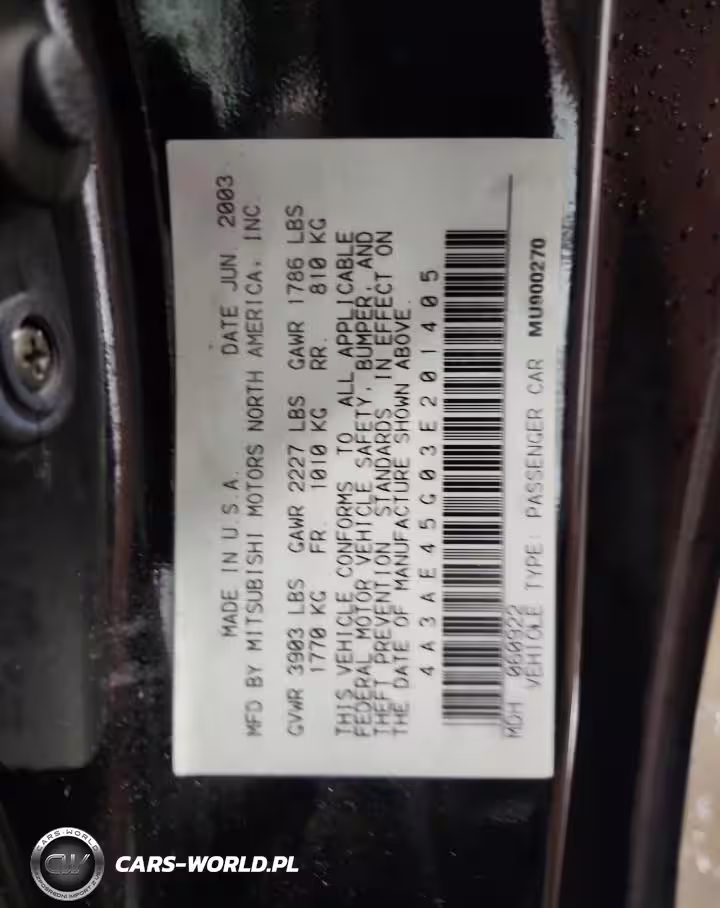 MADE IN U.S.A. DATE JUN. 2003
MFD BY MITSUBISHI MOTORS NORTH AMERICA, INC.
GVWR 3903 LBS GAWR 2227 LBS GAWR 1786 LBS
1770 KG FR. 1010 KG RR. 810 KG
THIS VEHICLE CONFORMS TO ALL APPLICABLE
FEDERAL MOTOR VEHICLE SAFETY, BUMPER, AND
THEFT PREVENTION STANDARDS IN EFFECT ON
THE DATE OF MANUFACTURE SHOWN ABOVE.
4A3AE45G03E201405
MDH 060922
VEHICLE TYPE: PASSENGER CAR MU900270
CARS-WORLD
CW
CARS-WORLD.PL